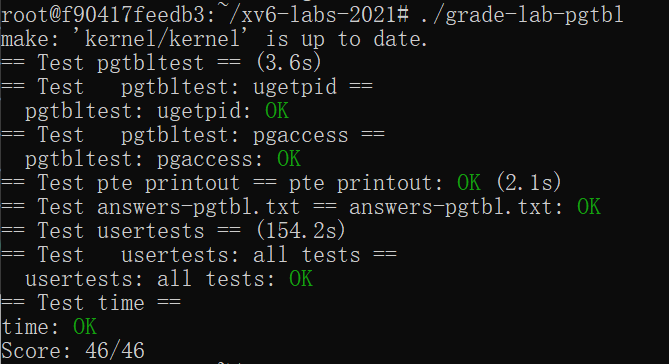 root@f90417feedb3:~/xv6-labs-2021# ./grade-lab-pgtbl
make: 'kernel/kernel' is up to date.
== Test pgtbltest == (3.6s)
== Test   pgtbltest: ugetpid ==
  pgtbltest: ugetpid: OK
== Test   pgtbltest: pgaccess ==
  pgtbltest: pgaccess: OK
== Test pte printout == pte printout: OK (2.1s)
== Test answers-pgtbl.txt == answers-pgtbl.txt: OK
== Test usertests == (154.2s)
== Test   usertests: all tests ==
  usertests: all tests: OK
== Test time ==
time: OK
Score: 46/46